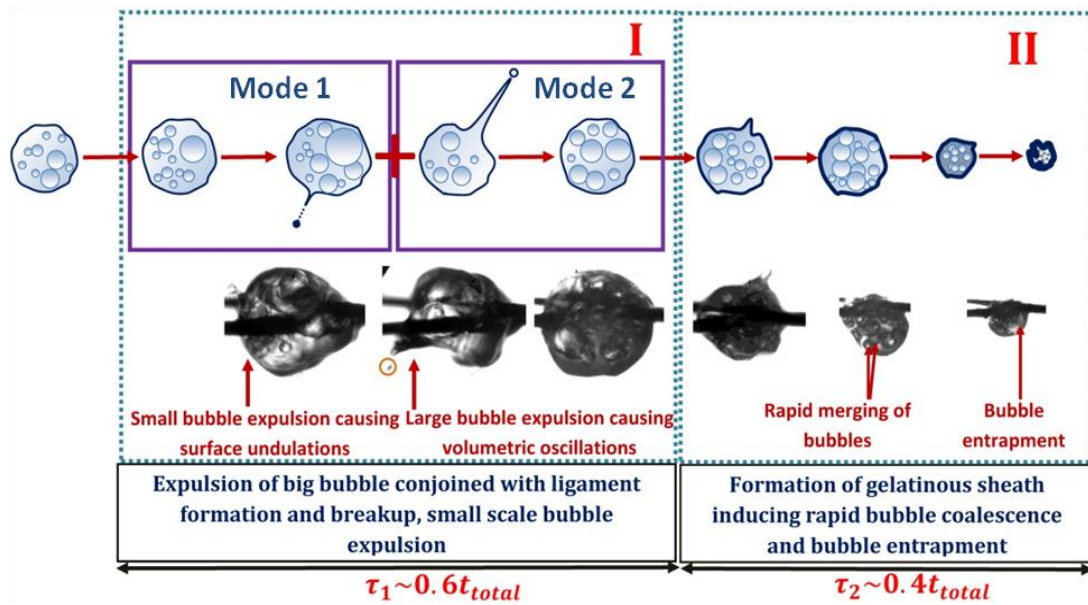 I
II
Mode 1
Mode 2
Small bubble expulsion causing
surface undulations
Large bubble expulsion causing
volumetric oscillations
Rapid merging of
bubbles
Bubble
entrapment
Expulsion of big bubble conjoined with ligament
formation and breakup, small scale bubble
expulsion
Formation of gelatinous sheath
inducing rapid bubble coalescence
and bubble entrapment
τ₁~0.6t_total
τ₂~0.4t_total